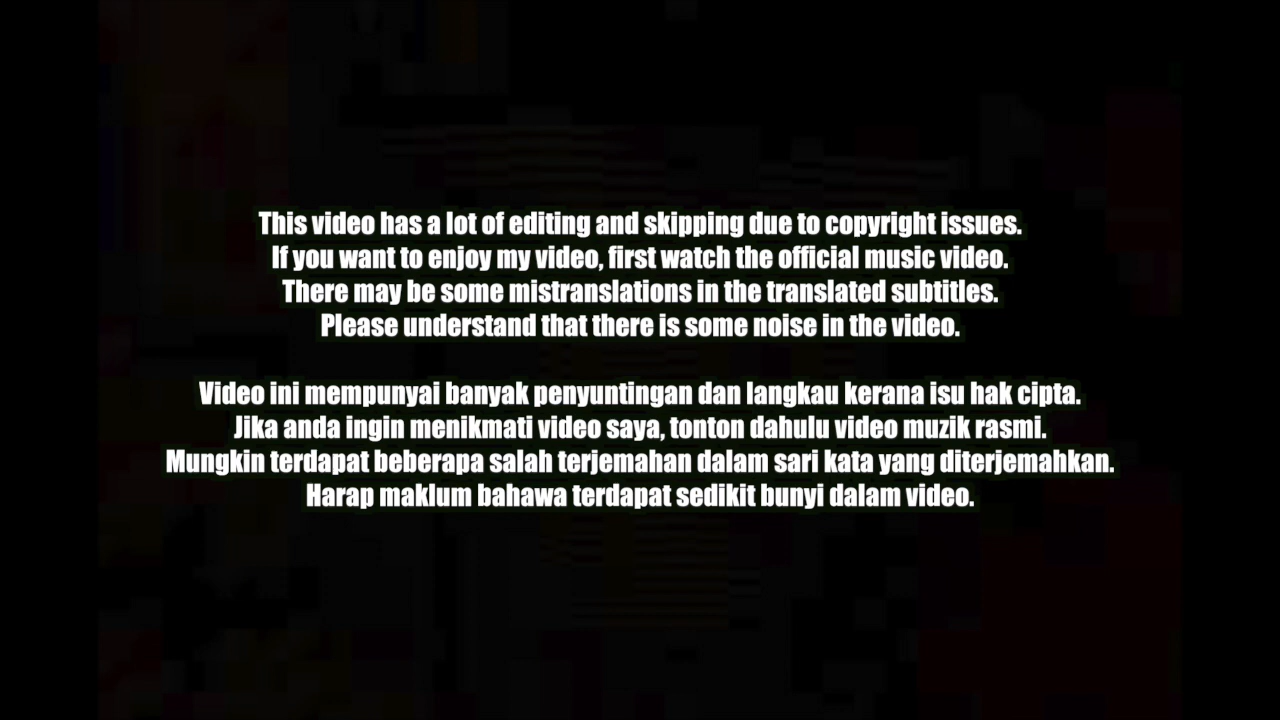 This video has a lot of editing and skipping due to copyright issues.
If you want to enjoy my video, first watch the official music video.
There may be some mistranslations in the translated subtitles.
Please understand that there is some noise in the video.
Video ini mempunyai banyak penyuntingan dan langkau kerana isu hak cipta.
Jika anda ingin menikmati video saya, tonton dahulu video muzik rasmi.
Mungkin terdapat beberapa salah terjemahan dalam sari kata yang diterjemahkan.
Harap maklum bahawa terdapat sedikit bunyi dalam video.